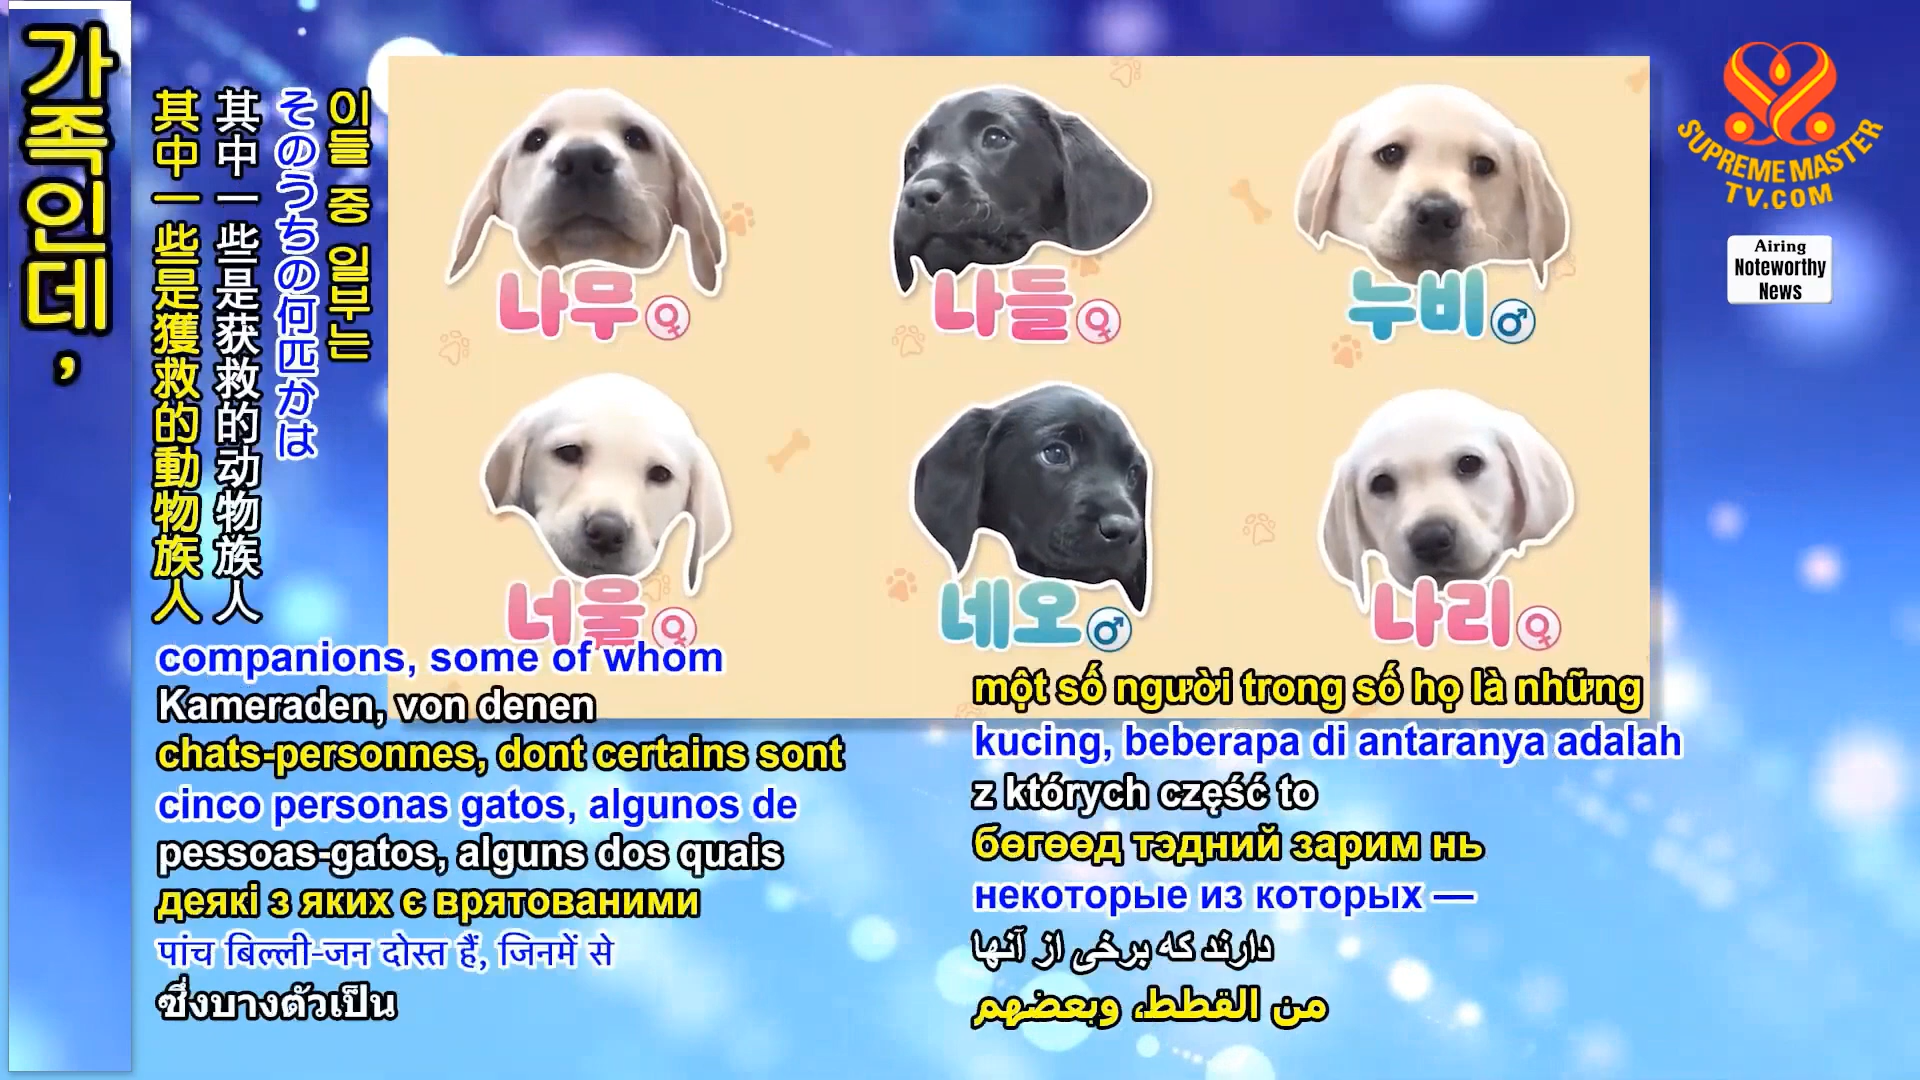 가족인데,
이들 중 일부는
そのうちの何匹かは
其中一些是获救的动物族人
其中一些是獲救的動物族人
나무
나들
누비
너울
네오
나리
SUPREME MASTER
TV.COM
Airing
Noteworthy
News
companions, some of whom
Kameraden, von denen
chats-personnes, dont certains sont
cinco personas gatos, algunos de
pessoas-gatos, alguns dos quais
деякі з яких є врятованими
पांच बिल्ली-जन दोस्त हैं, जिनमें से
ซึ่งบางตัวเป็น
một số người trong số họ là những
kucing, beberapa di antaranya adalah
z których część to
бөгөөд тэдний зарим нь
некоторые из которых —
دارند که برخی از آنها
من القطط، وبعضهم